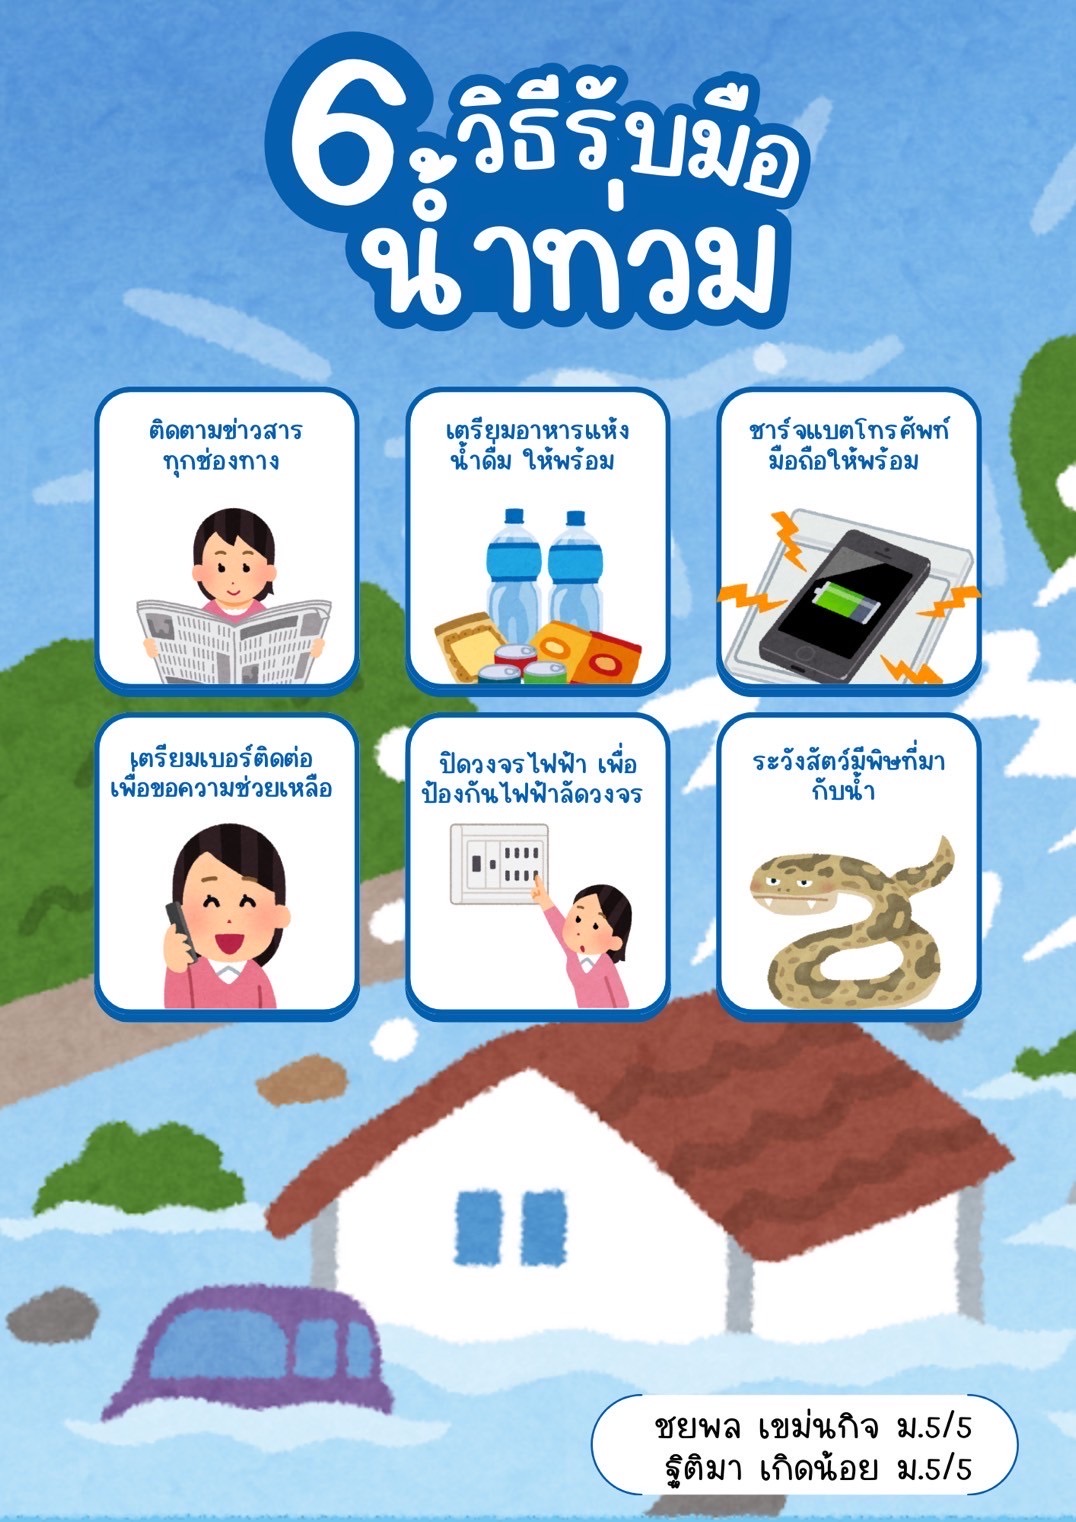 6 วิธีรับมือ
น้ำท่วม
ติดตามข่าวสาร
ทุกช่องทาง
เตรียมอาหารแห้ง
น้ำดื่ม ให้พร้อม
ชาร์จแบตโทรศัพท์
มือถือให้พร้อม
เตรียมเบอร์ติดต่อ
เพื่อขอความช่วยเหลือ
ปิดวงจรไฟฟ้า เพื่อ
ป้องกันไฟฟ้าลัดวงจร
ระวังสัตว์มีพิษที่มา
กับน้ำ
ชยพล เขม่นกิจ ม.5/5
ฐิติมา เกิดน้อย ม.5/5